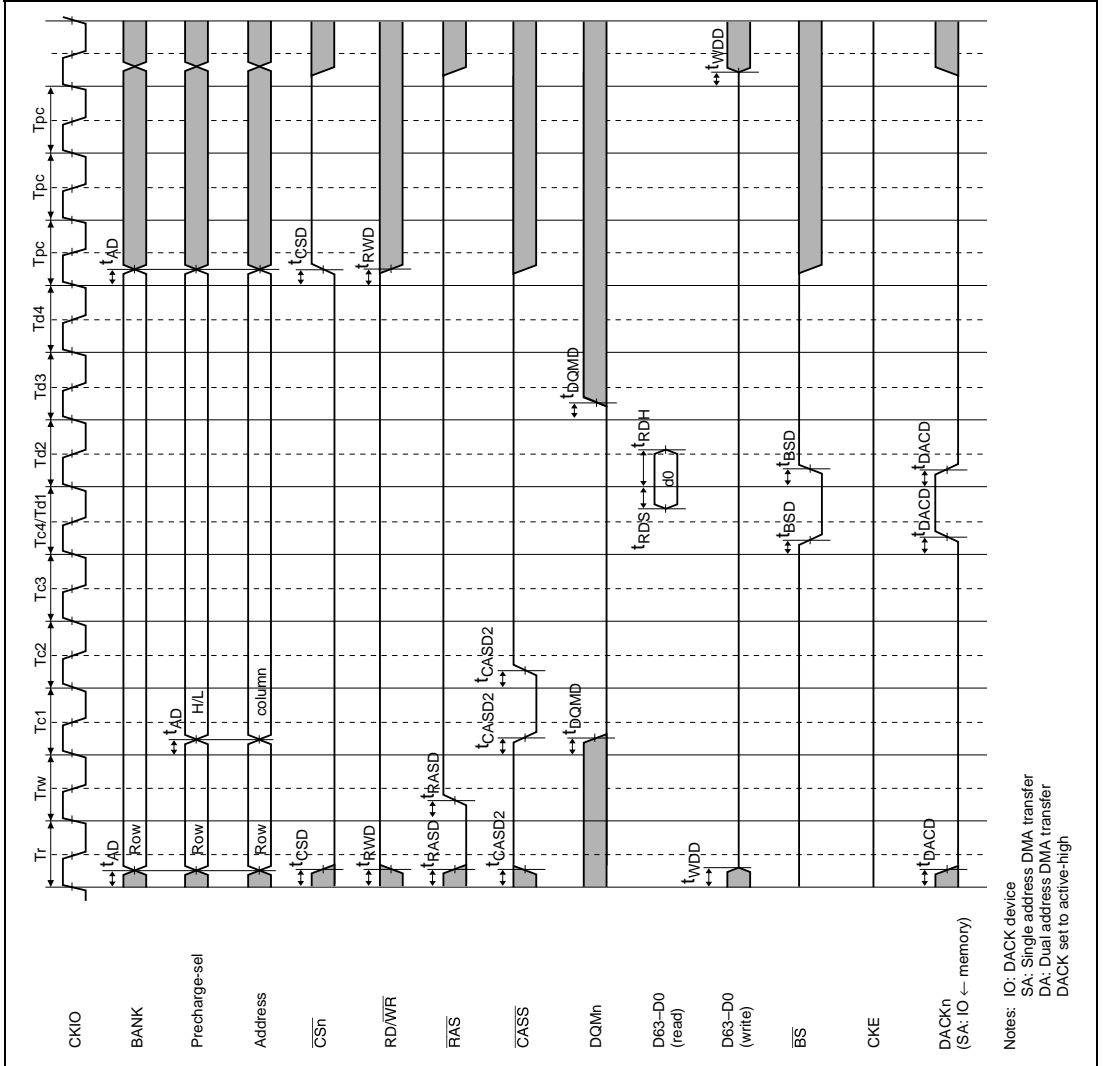 Tr Trw Tc1 Tc2 Tc3 Tc4/Td1 Td2 Td3 Td4 Tpc Tpc Tpc
CKIO
BANK tAD Row tAD
Precharge-sel Row tAD H/L
Address Row column
CSn tCSD tCSD
RD/WR tRWD tRWD
RAS tRASD tRASD
CASS tCASD2 tCASD2 tCASD2
DQMn tDQMD tDQMD
D63–D0
(read) tRDS d0 tRDH
D63–D0
(write) tWDD tWDD
BS tBSD tBSD
CKE
DACKn
(SA: IO ← memory) tDACD tDACD tDACD
Notes: IO: DACK device
SA: Single address DMA transfer
DA: Dual address DMA transfer
DACK set to active-high